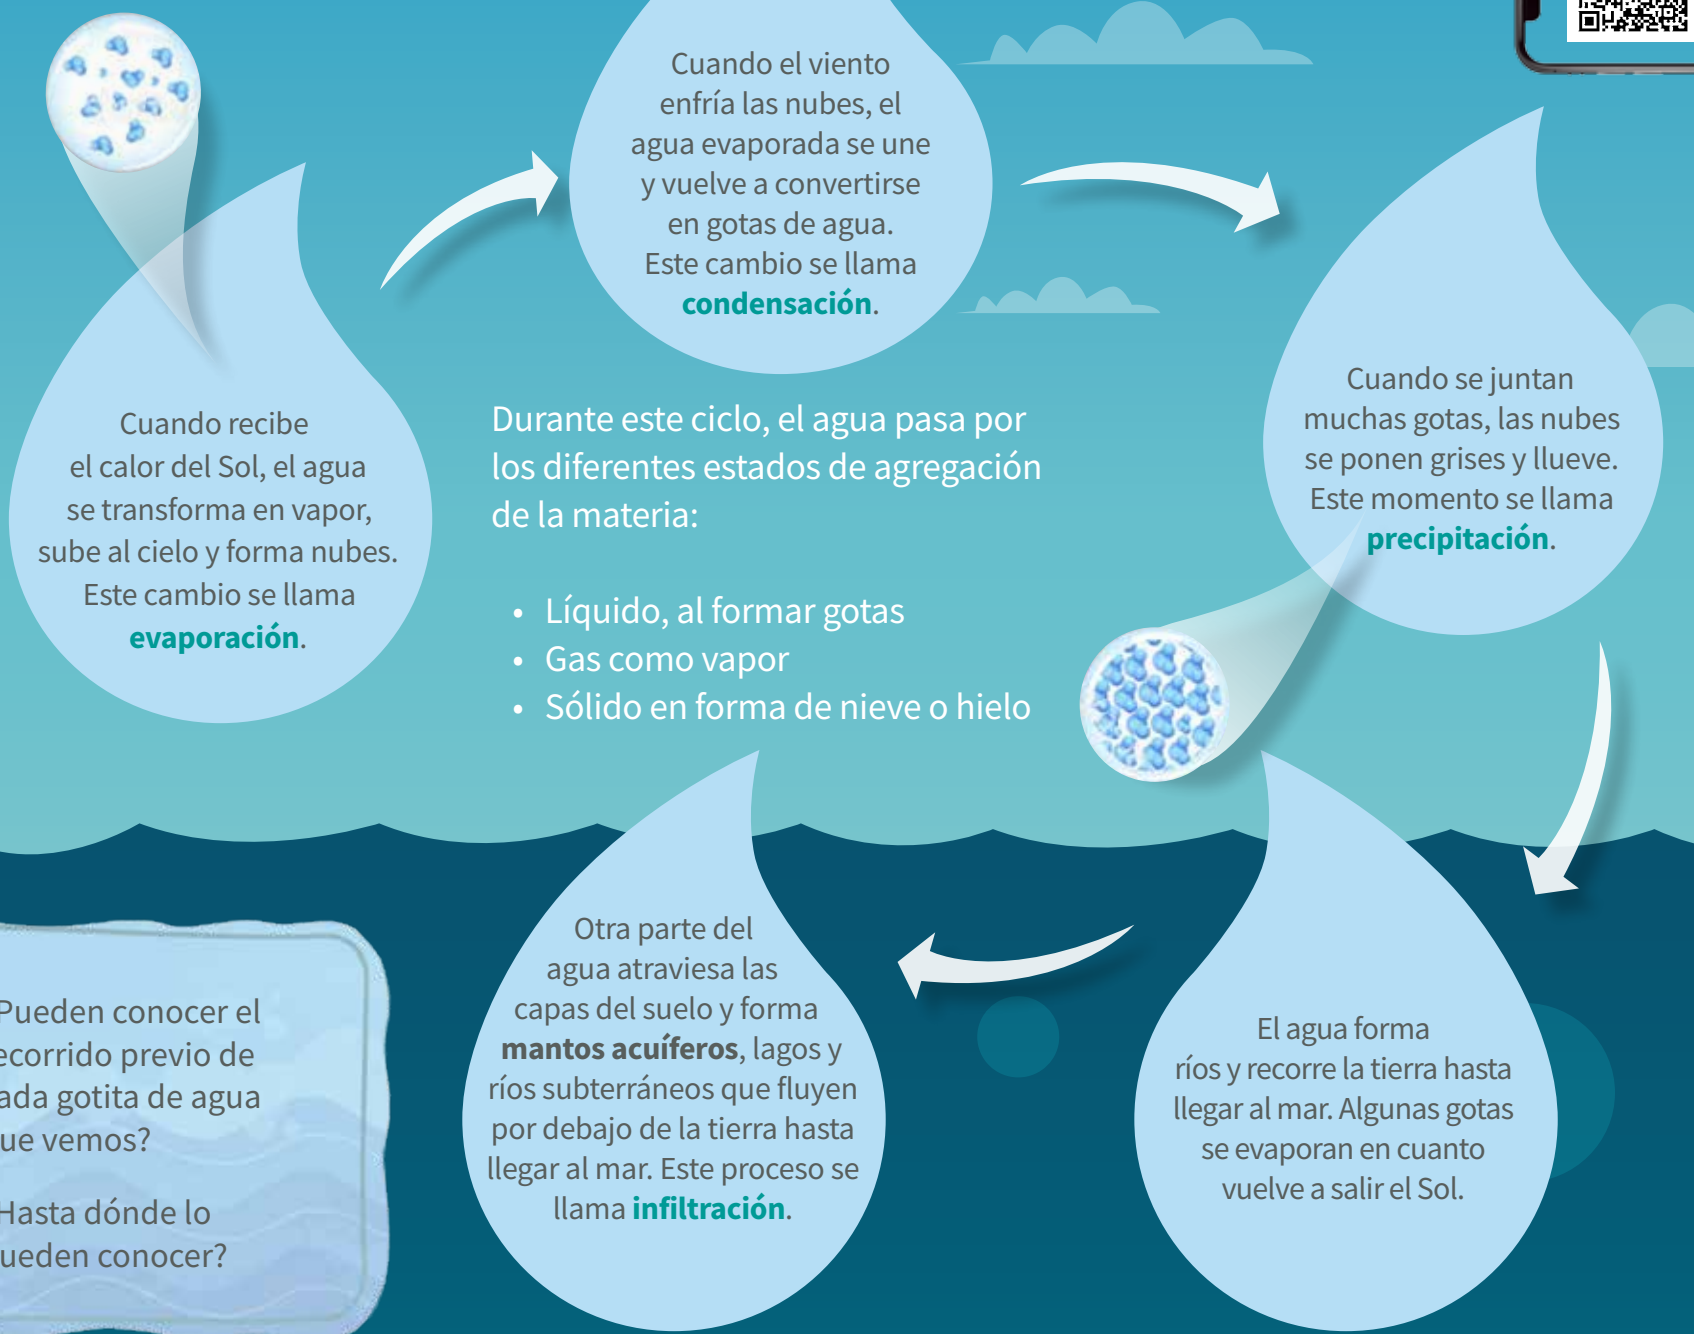 Cuando el viento
enfría las nubes, el
agua evaporada se une
y vuelve a convertirse
en gotas de agua.
Este cambio se llama
condensación.
Cuando recibe
el calor del Sol, el agua
se transforma en vapor,
sube al cielo y forma nubes.
Este cambio se llama
evaporación.
Durante este ciclo, el agua pasa por
los diferentes estados de agregación
de la materia:
• Líquido, al formar gotas
• Gas como vapor
• Sólido en forma de nieve o hielo
Cuando se juntan
muchas gotas, las nubes
se ponen grises y llueve.
Este momento se llama
precipitación.
El agua forma
ríos y recorre la tierra hasta
llegar al mar. Algunas gotas
se evaporan en cuanto
vuelve a salir el Sol.
Otra parte del
agua atraviesa las
capas del suelo y forma
mantos acuíferos, lagos y
ríos subterráneos que fluyen
por debajo de la tierra hasta
llegar al mar. Este proceso se
llama infiltración.
Pueden conocer el
ecorrido previo de
ada gotita de agua
ue vemos?
Hasta dónde lo
ueden conocer?